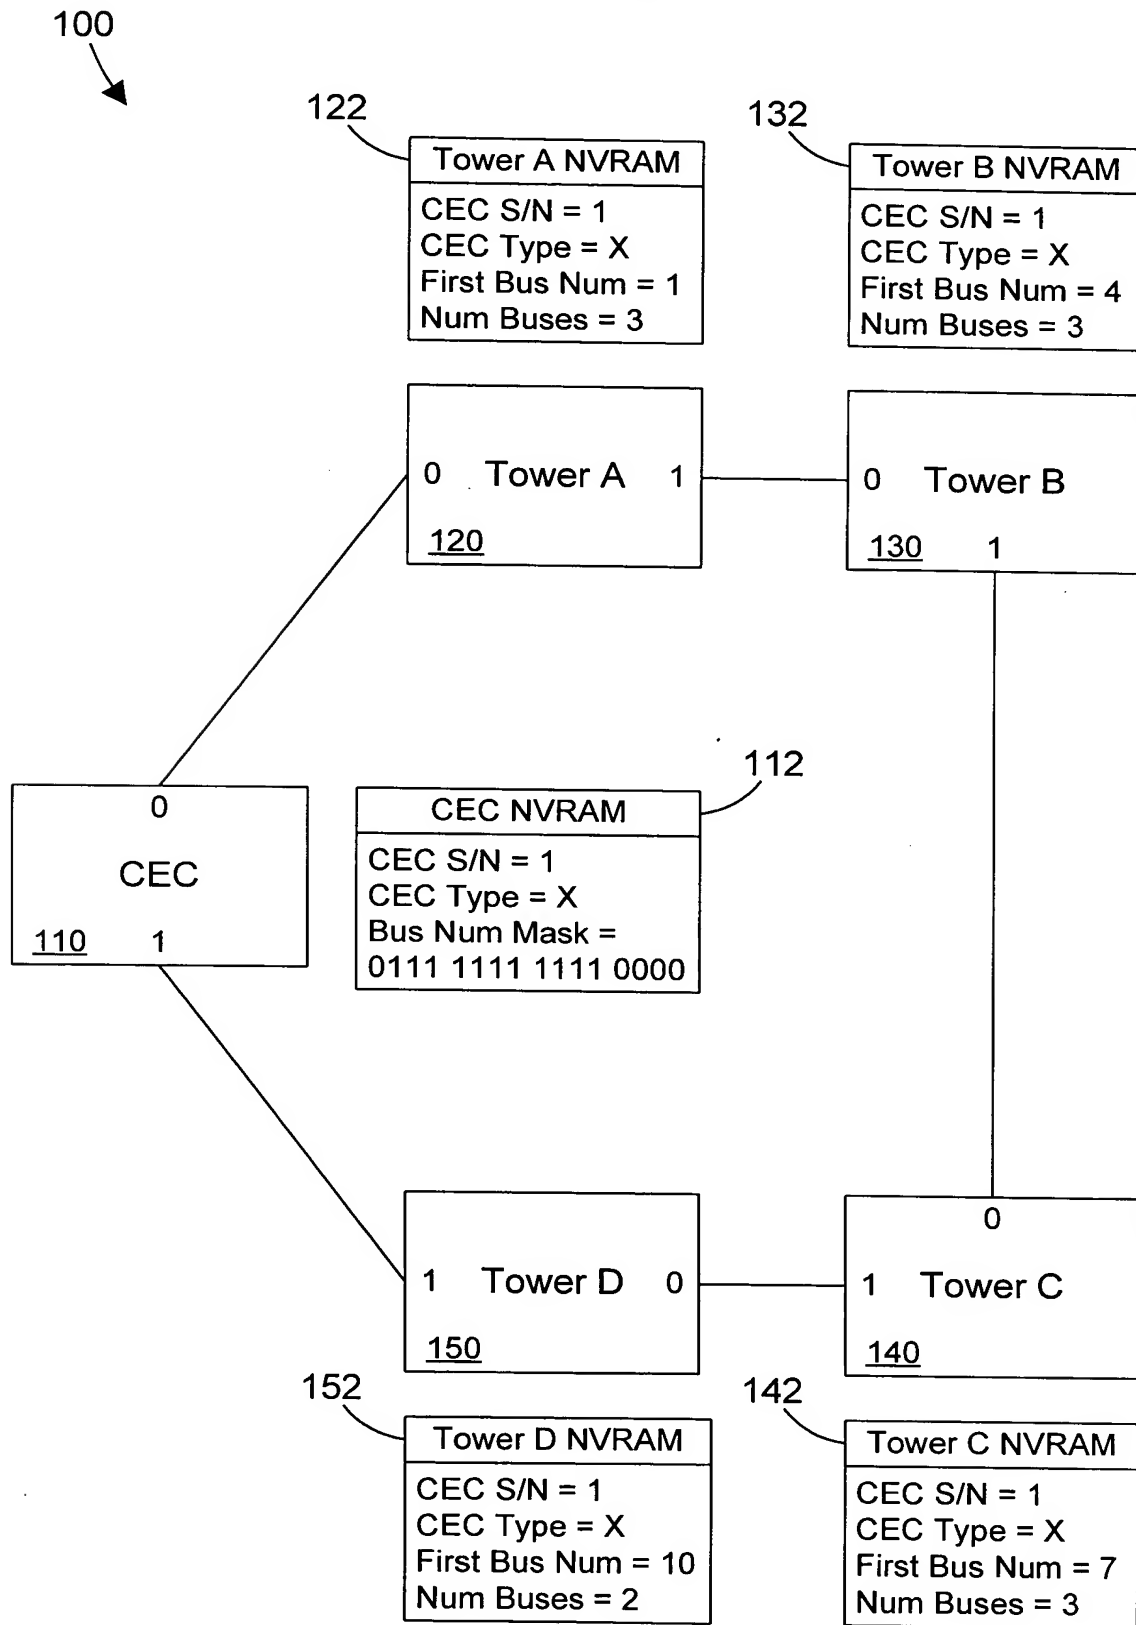 100
122
132
Tower A NVRAM
CEC S/N = 1
CEC Type = X
First Bus Num = 1
Num Buses = 3
Tower B NVRAM
CEC S/N = 1
CEC Type = X
First Bus Num = 4
Num Buses = 3
0 Tower A 1
120
0 Tower B
130 1
112
0
CEC
110 1
CEC NVRAM
CEC S/N = 1
CEC Type = X
Bus Num Mask =
0111 1111 1111 0000
1 Tower D 0
150
0
1 Tower C
140
152
142
Tower D NVRAM
CEC S/N = 1
CEC Type = X
First Bus Num = 10
Num Buses = 2
Tower C NVRAM
CEC S/N = 1
CEC Type = X
First Bus Num = 7
Num Buses = 3